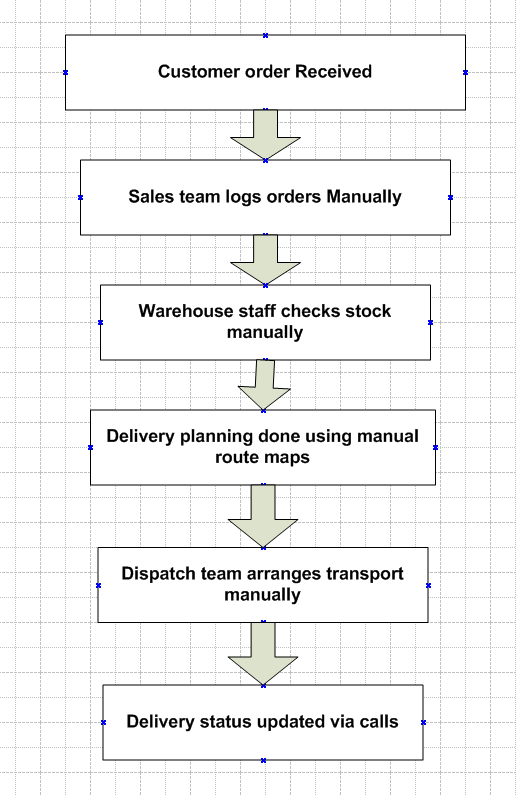 Customer order Received
Sales team logs orders Manually
Warehouse staff checks stock
manually
Delivery planning done using manual
route maps
Dispatch team arranges transport
manually
Delivery status updated via calls